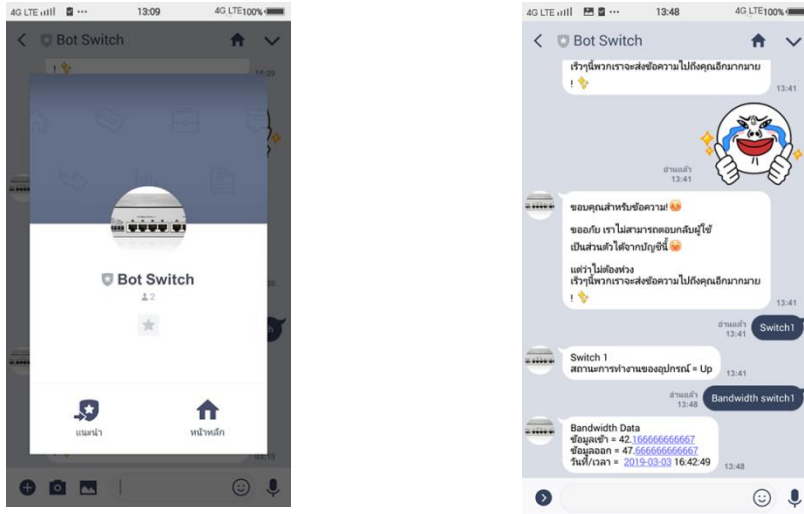 4G LTE 13:09 4G LTE 100%
Bot Switch
!
16:29
Bot Switch
2
แนะนำ
หน้าหลัก
03:19
4G LTE 13:48 4G LTE 100%
Bot Switch
เร็วๆนี้พวกเราจะส่งข้อความไปถึงคุณอีกมากมาย
!
13:41
อ่านแล้ว
13:41
ขอบคุณสำหรับข้อความ!
ขออภัย เราไม่สามารถตอบกลับผู้ใช้
เป็นส่วนตัวได้จากบัญชีนี้
แต่ว่าไม่ต้องห่วง
เร็วๆนี้พวกเราจะส่งข้อความไปถึงคุณอีกมากมาย
!
13:41
อ่านแล้ว
13:41
Switch1
Switch 1
สถานะการทำงานของอุปกรณ์ = Up
13:41
อ่านแล้ว
13:48
Bandwidth switch1
Bandwidth Data
ข้อมูลเข้า = 42.166666666667
ข้อมูลออก = 47.666666666667
วันที่/เวลา = 2019-03-03 16:42:49
13:48